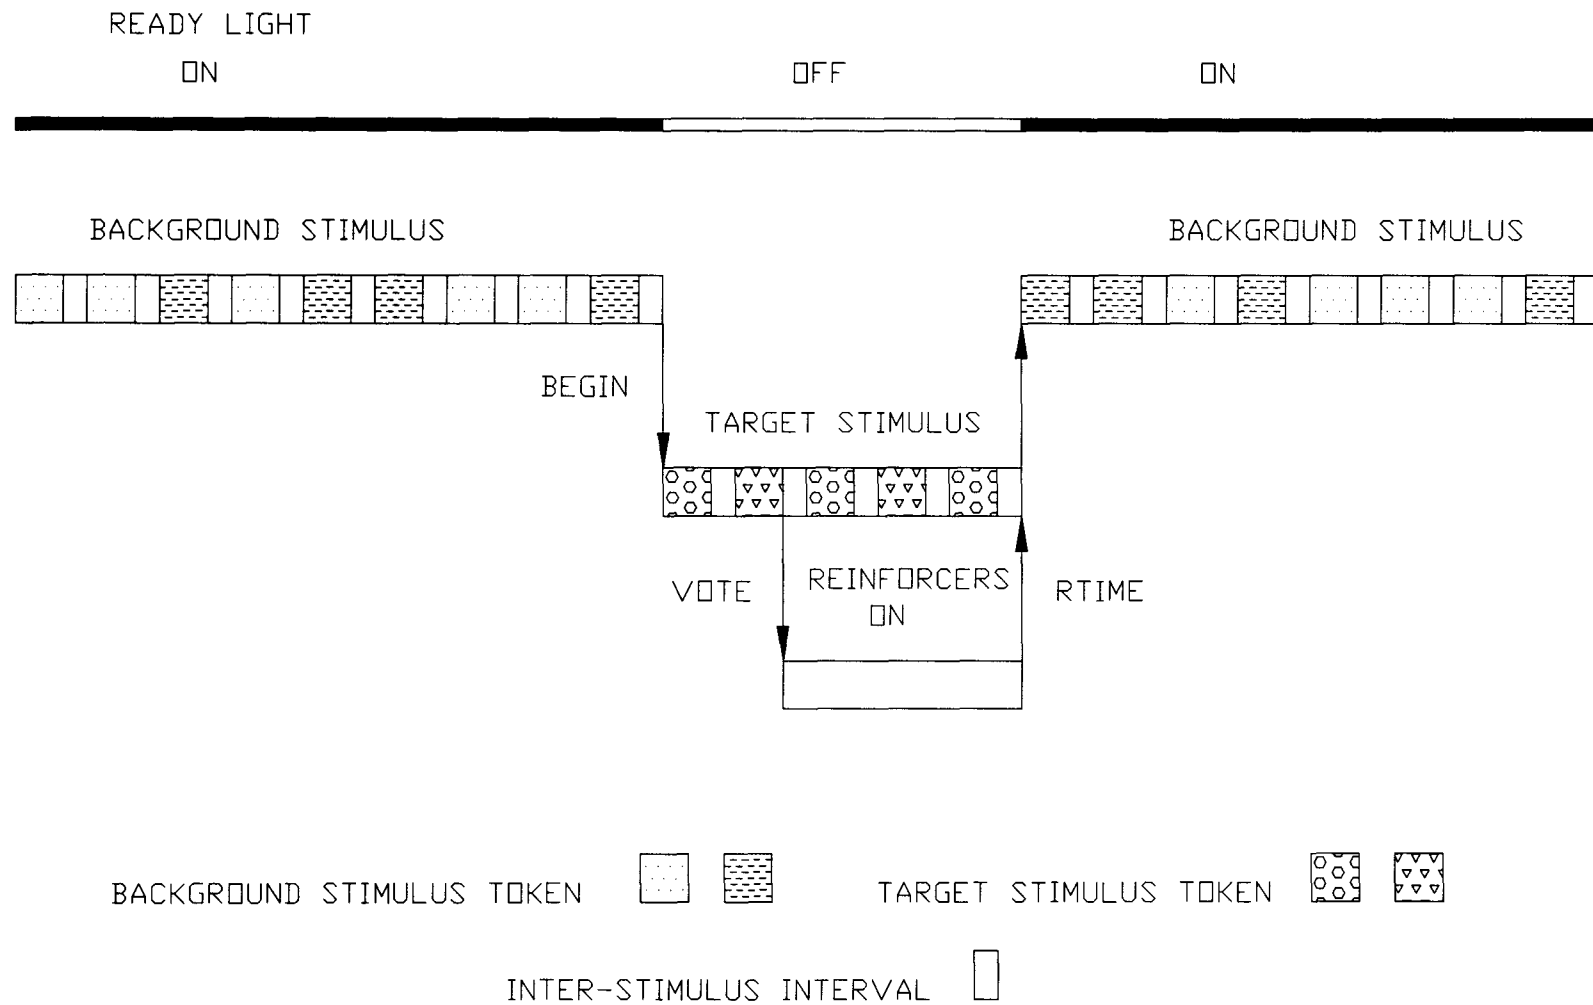 READY LIGHT
ON OFF ON
BACKGROUND STIMULUS BACKGROUND STIMULUS
BEGIN
TARGET STIMULUS
VOTE
REINFORCERS
ON
RTIME
BACKGROUND STIMULUS TOKEN
TARGET STIMULUS TOKEN
INTER-STIMULUS INTERVAL